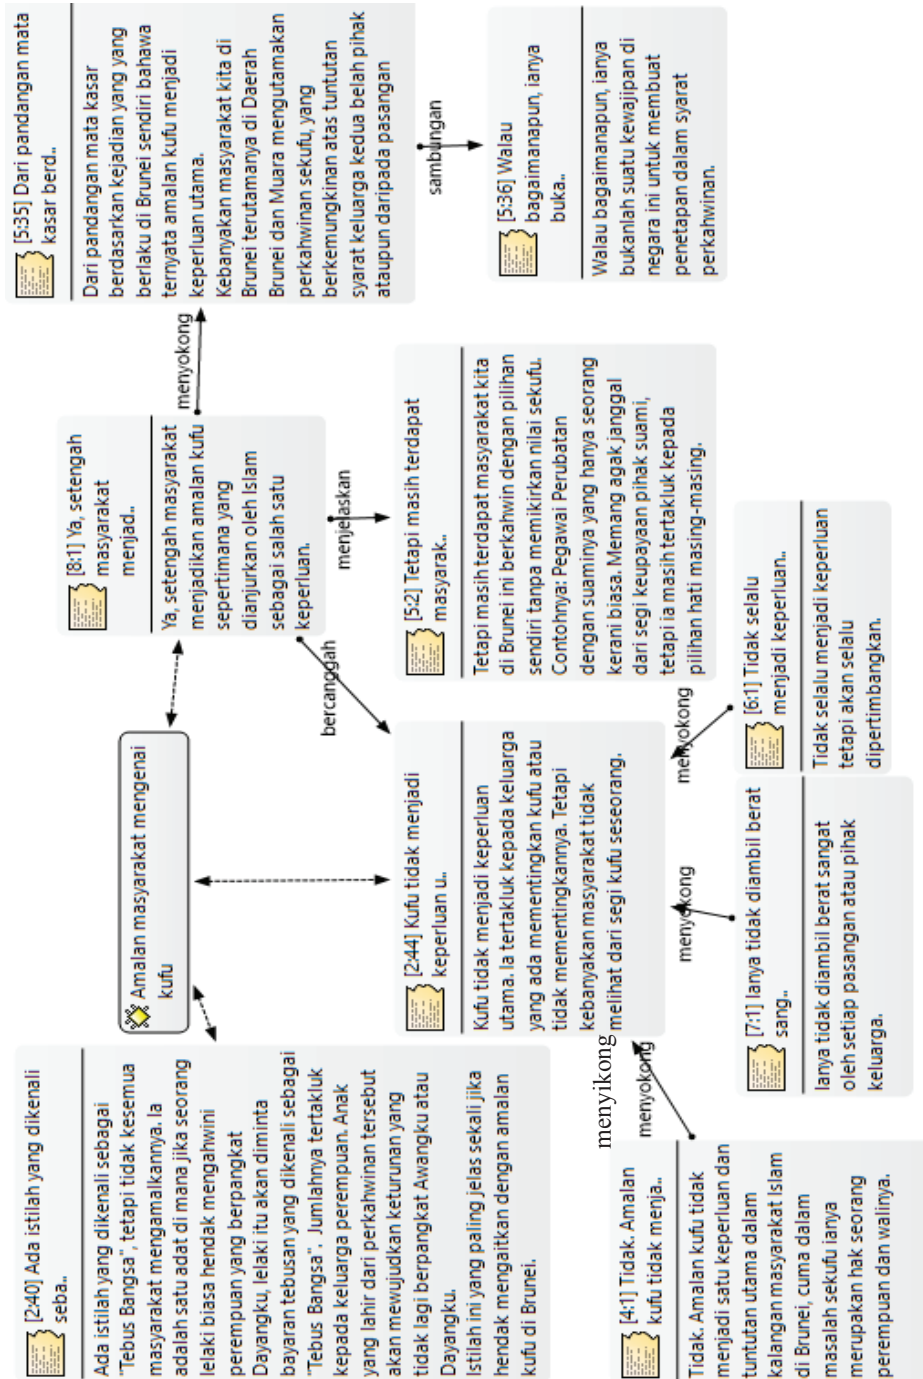 [2:40] Ada istilah yang dikenali
seba..
Ada istilah yang dikenali sebagai
"Tebus Bangsa", tetapi tidak kesemua
masyarakat mengamalkannya. Ia
adalah satu adat di mana jika seorang
lelaki biasa hendak mengahwini
perempuan yang berpangkat
Dayangku, lelaki itu akan diminta
bayaran tebusan yang dikenali sebagai
"Tebus Bangsa". Jumlahnya tertakluk
kepada keluarga perempuan. Anak
yang lahir dari perkahwinan tersebut
akan mewujudkan keturunan yang
tidak lagi berpangkat Awangku atau
Dayangku.
Istilah ini yang paling jelas sekali jika
hendak mengaitkan dengan amalan
kufu di Brunei.
Amalan masyarakat mengenai
kufu
[8:1] Ya, setengah
masyarakat
menjad..
Ya, setengah masyarakat
menjadikan amalan kufu
sepertimana yang
dianjurkan oleh Islam
sebagai salah satu
keperluan.
menyokong
[5:35] Dari pandangan mata
kasar berd..
Dari pandangan mata kasar
berdasarkan kejadian yang yang
berlaku di Brunei sendiri bahawa
ternyata amalan kufu menjadi
keperluan utama.
Kebanyakan masyarakat kita di
Brunei terutamanya di Daerah
Brunei dan Muara mengutamakan
perkahwinan sekufu, yang
berkemungkinan atas tuntutan
syarat keluarga kedua belah pihak
ataupun daripada pasangan
sambungan
[5:36] Walau
bagaimanapun, ianya
buka..
Walau bagaimanapun, ianya
bukanlah suatu kewajipan di
negara ini untuk membuat
penetapan dalam syarat
perkahwinan.
bercanggah
menjelaskan
[2:44] Kufu tidak menjadi
keperluan u..
Kufu tidak menjadi keperluan
utama. Ia tertakluk kepada keluarga
yang ada mementingkan kufu atau
tidak mementingkannya. Tetapi
kebanyakan masyarakat tidak
melihat dari segi kufu seseorang.
[5:2] Tetapi masih terdapat
masyarak..
Tetapi masih terdapat masyarakat kita
di Brunei ini berkahwin dengan pilihan
sendiri tanpa memikirkan nilai sekufu.
Contohnya: Pegawai Perubatan
dengan suaminya yang hanya seorang
kerani biasa. Memang agak janggal
dari segi keupayaan pihak suami,
tetapi ia masih tertakluk kepada
pilihan hati masing-masing.
menyikong
menyokong
menyokong
menyokong
[4:1] Tidak. Amalan
kufu tidak menja..
Tidak. Amalan kufu tidak
menjadi satu keperluan dan
tuntutan utama dalam
kalangan masyarakat Islam
di Brunei, cuma dalam
masalah sekufu ianya
merupakan hak seorang
perempuan dan walinya.
[7:1] Ianya tidak diambil berat
sang..
Ianya tidak diambil berat sangat
oleh setiap pasangan atau pihak
keluarga.
[6:1] Tidak selalu
menjadi keperluan..
Tidak selalu menjadi keperluan
tetapi akan selalu
dipertimbangkan.